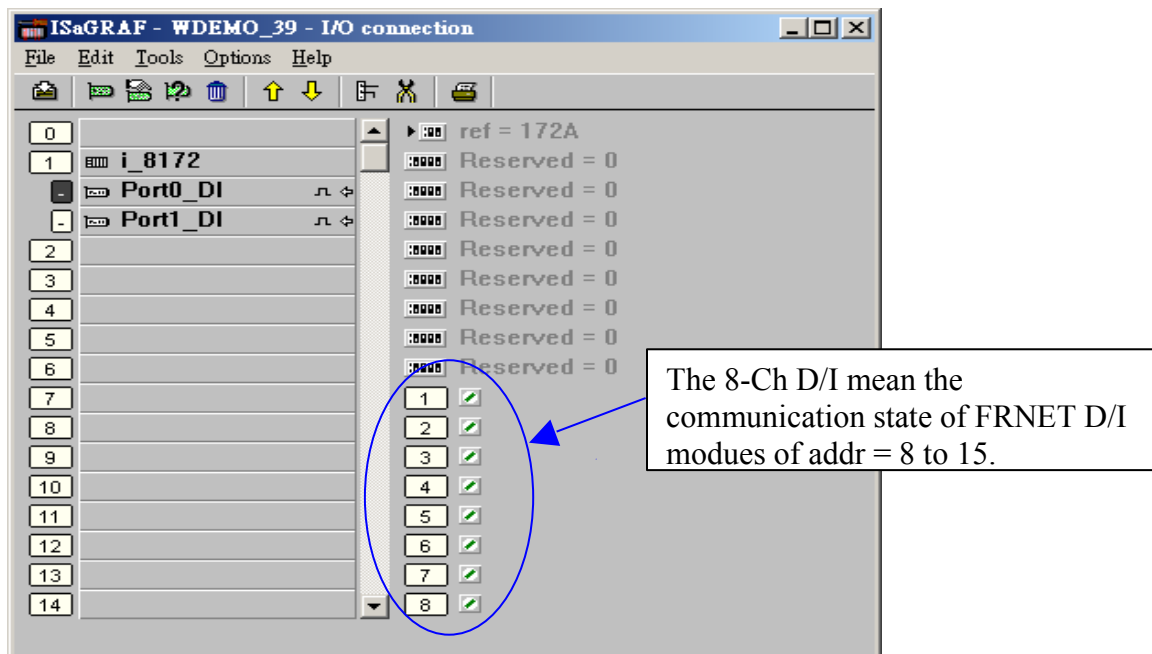 ISaGRAF - WDEMO_39 - I/O connection
File Edit Tools Options Help
0
1 i_8172
- Port0_DI
- Port1_DI
2
3
4
5
6
7
8
9
10
11
12
13
14
ref = 172A
Reserved = 0
Reserved = 0
Reserved = 0
Reserved = 0
Reserved = 0
Reserved = 0
Reserved = 0
Reserved = 0
1
2
3
4
5
6
7
8
The 8-Ch D/I mean the
communication state of FRNET D/I
modues of addr = 8 to 15.